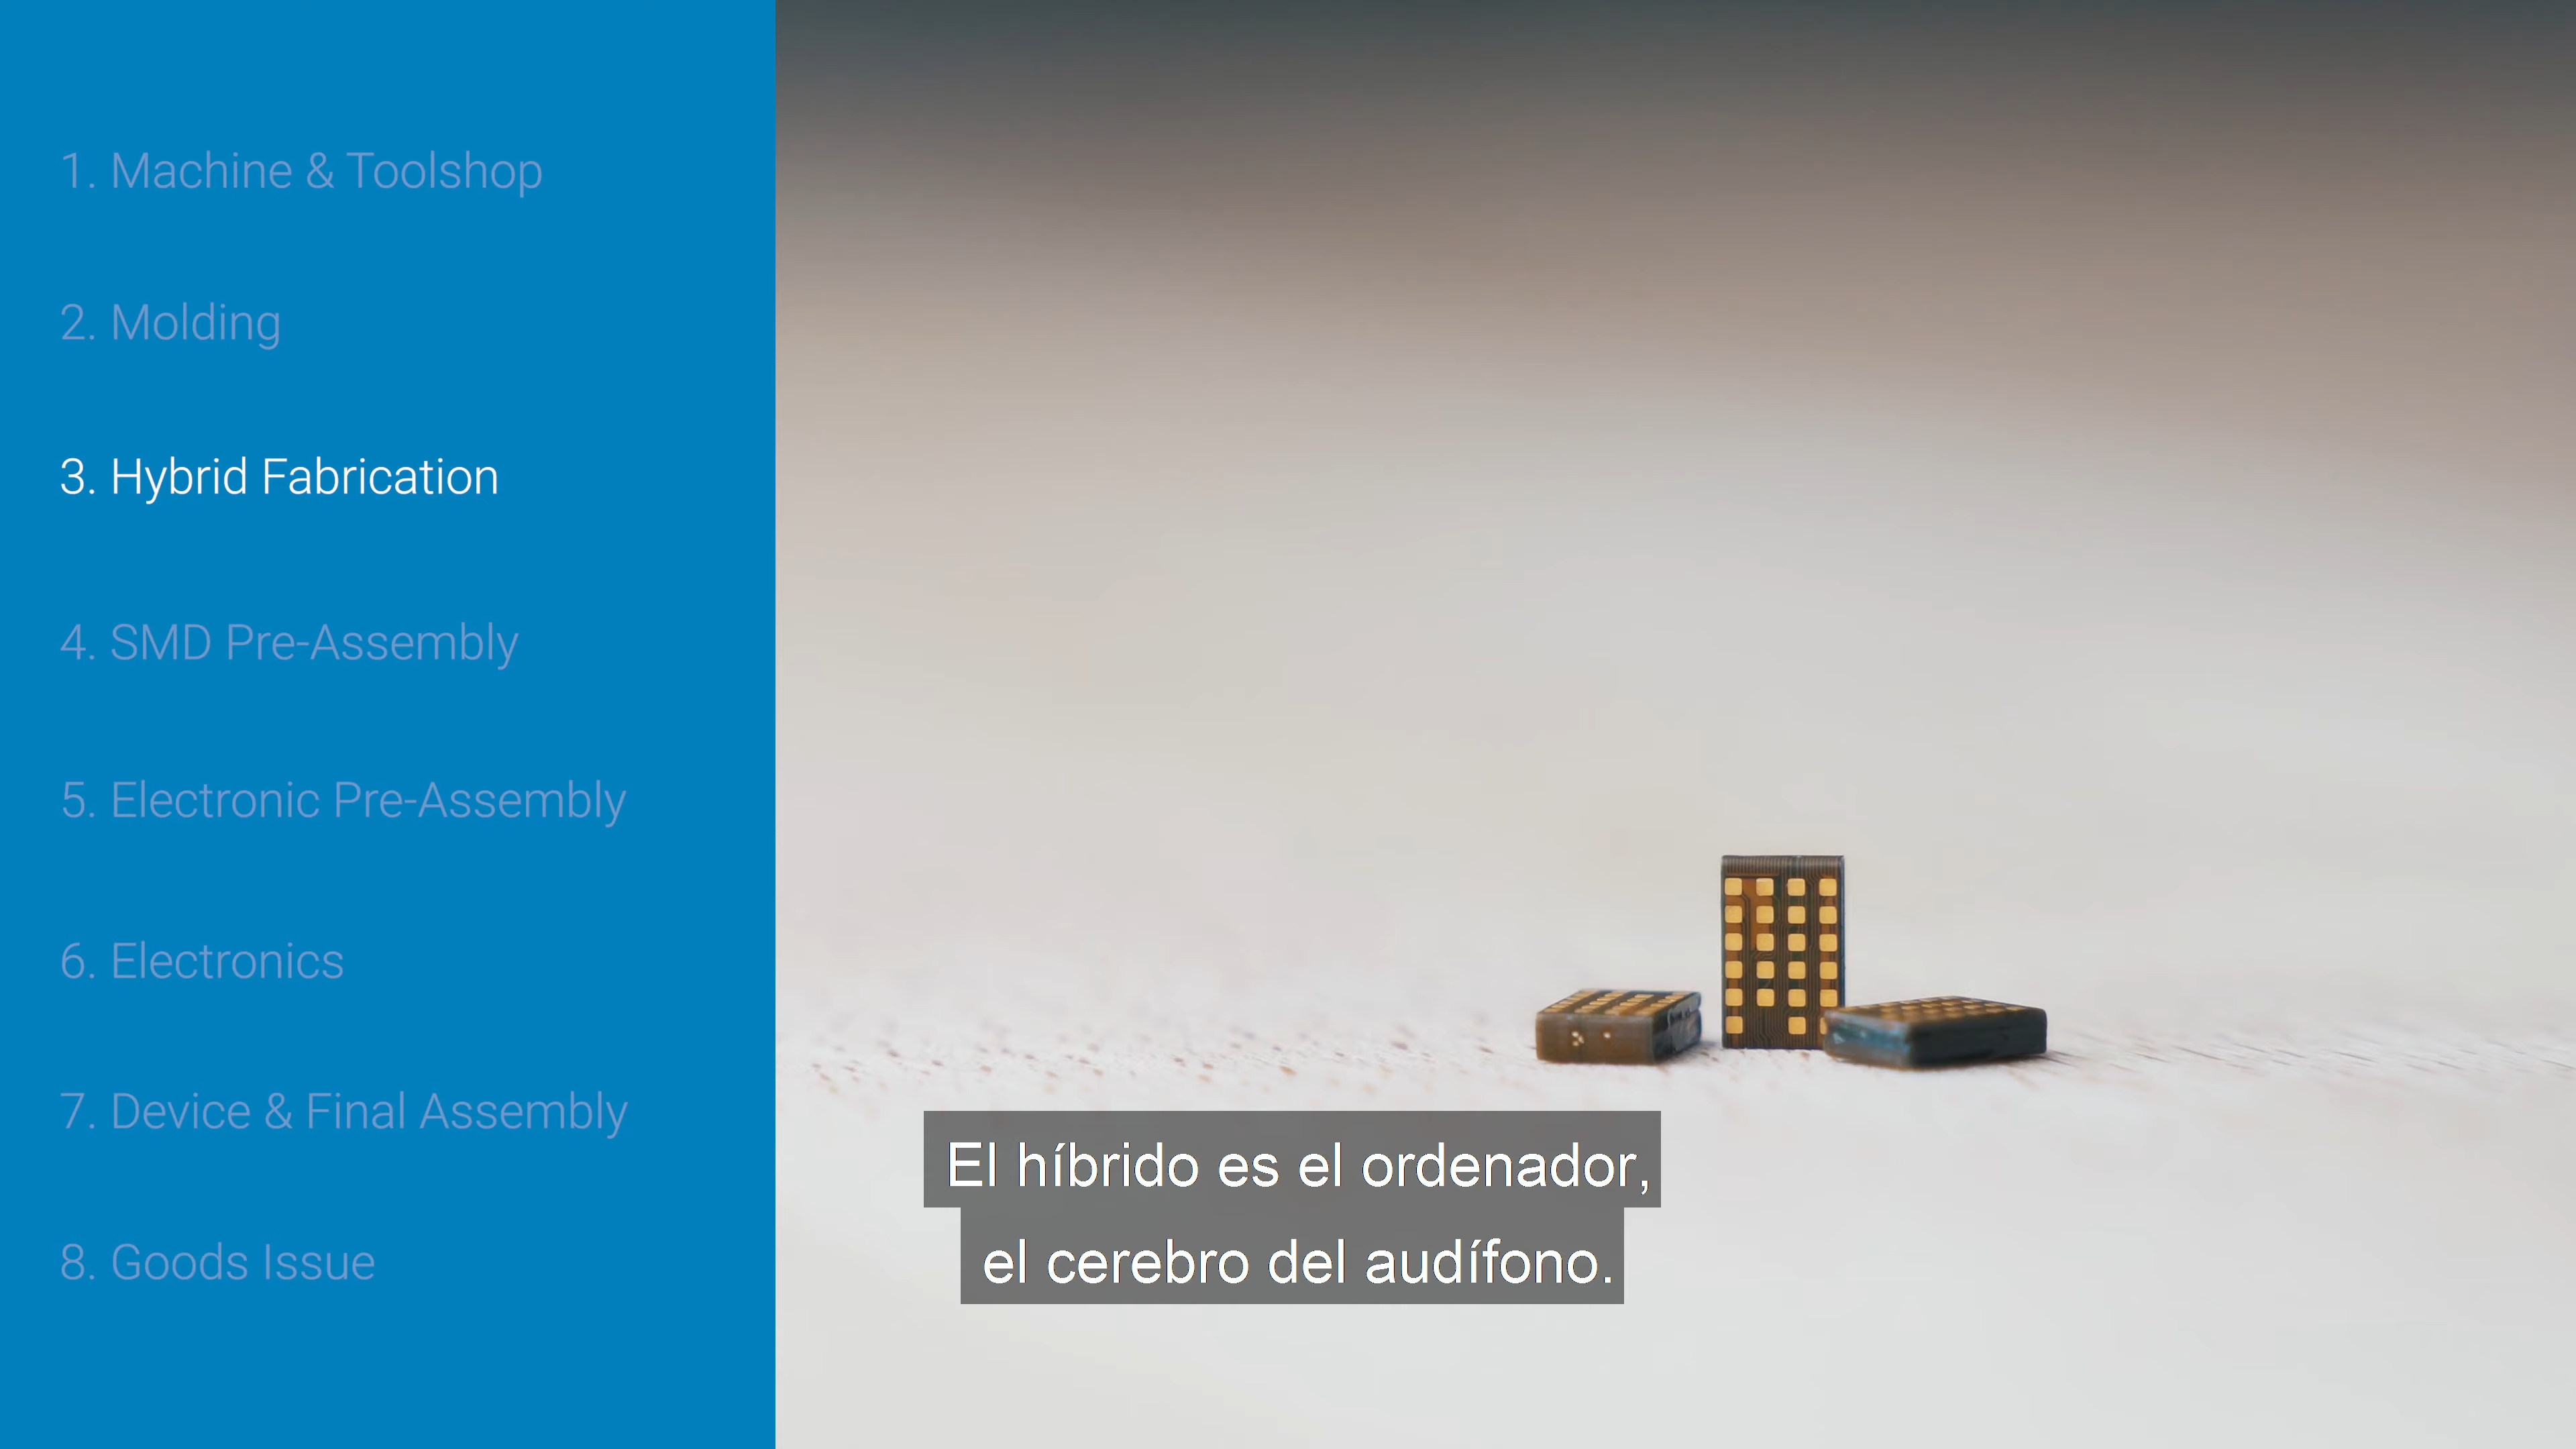 1. Machine & Toolshop
2. Molding
3. Hybrid Fabrication
4. SMD Pre-Assembly
5. Electronic Pre-Assembly
6. Electronics
7. Device & Final Assembly
8. Goods Issue
El híbrido es el ordenador,
el cerebro del audífono.